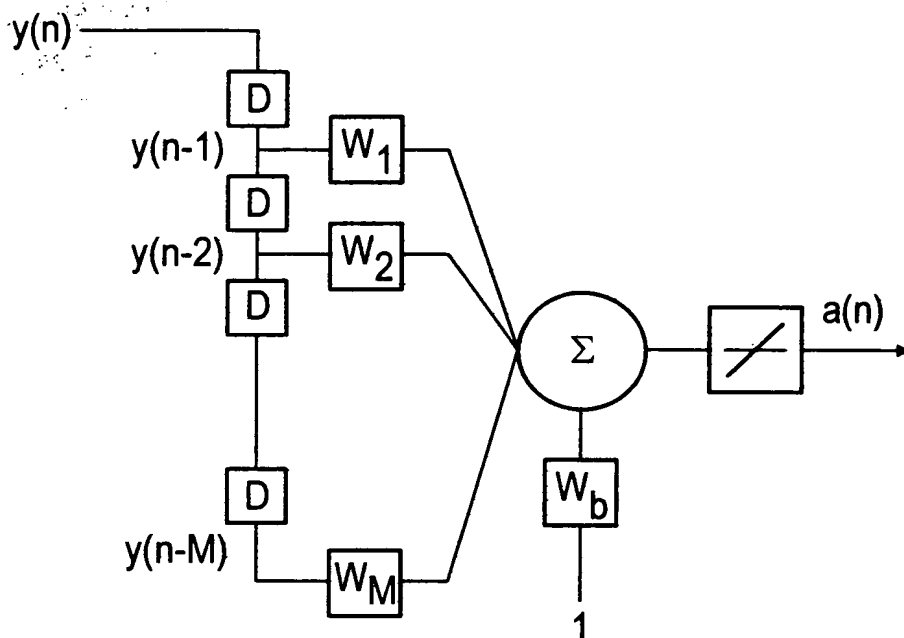 y(n)
D
y(n-1)
W1
D
y(n-2)
W2
D
Σ
a(n)
D
Wb
y(n-M)
WM
1